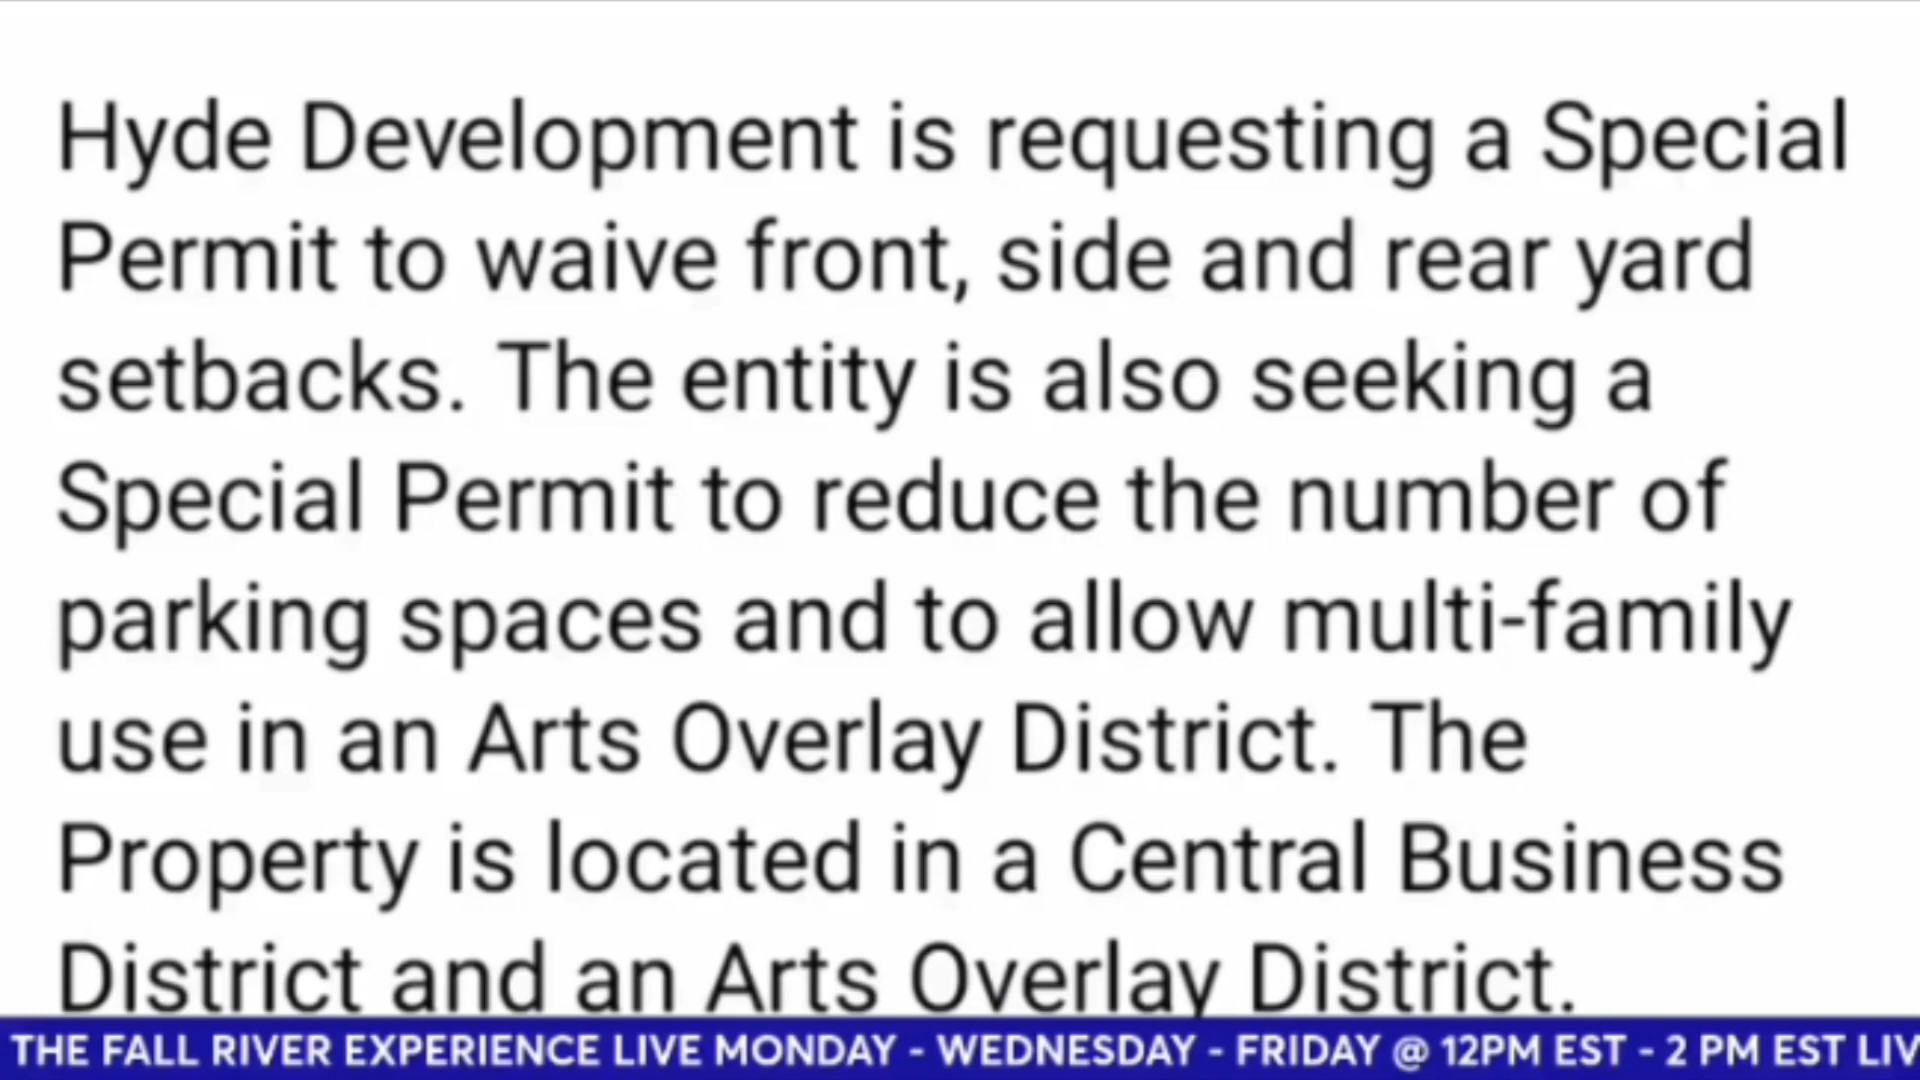 Hyde Development is requesting a Special
Permit to waive front, side and rear yard
setbacks. The entity is also seeking a
Special Permit to reduce the number of
parking spaces and to allow multi-family
use in an Arts Overlay District. The
Property is located in a Central Business
District and an Arts Overlay District.
THE FALL RIVER EXPERIENCE LIVE MONDAY - WEDNESDAY - FRIDAY @ 12PM EST - 2 PM EST LIV